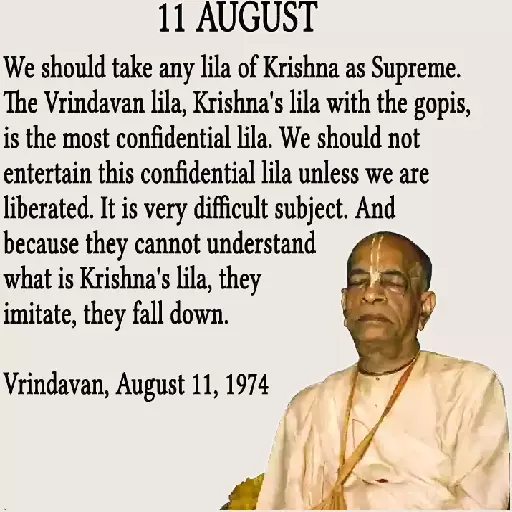 11 AUGUST
We should take any lila of Krishna as Supreme.
The Vrindavan lila, Krishna's lila with the gopis,
is the most confidential lila. We should not
entertain this confidential lila unless we are
liberated. It is very difficult subject. And
because they cannot understand
what is Krishna's lila, they
imitate, they fall down.
Vrindavan, August 11, 1974